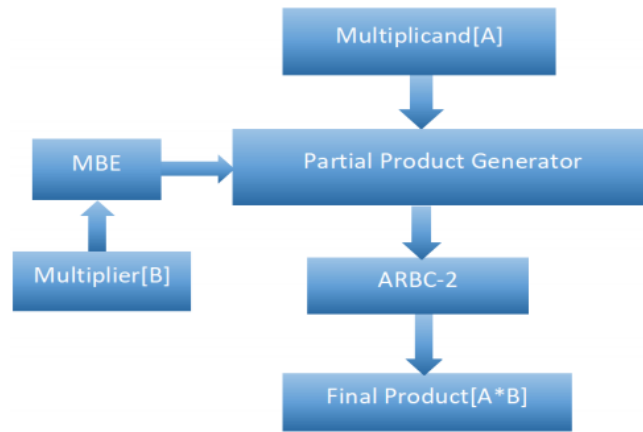 Multiplicand[A]
MBE
Partial Product Generator
Multiplier[B]
ARBC-2
Final Product[A*B]